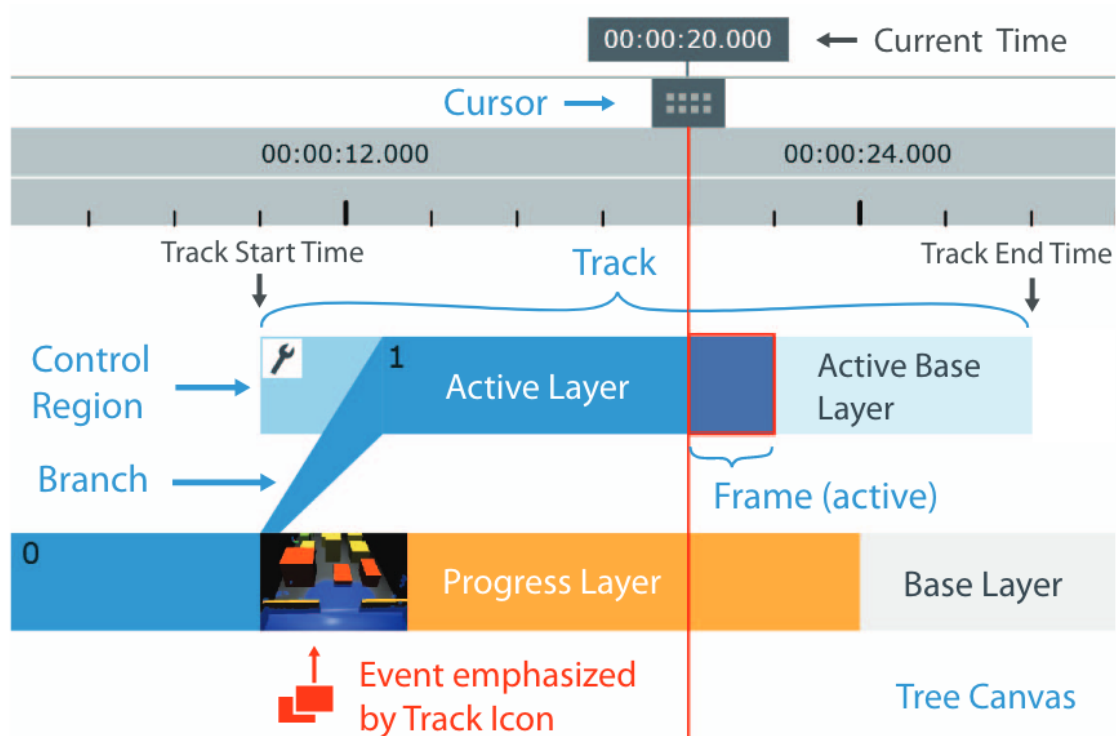 00:00:20.000
Current Time
Cursor
00:00:12.000
00:00:24.000
Track Start Time
Track
Track End Time
Control
Region
1
Active Layer
Active Base
Layer
Branch
Frame (active)
0
Progress Layer
Base Layer
Event emphasized
by Track Icon
Tree Canvas